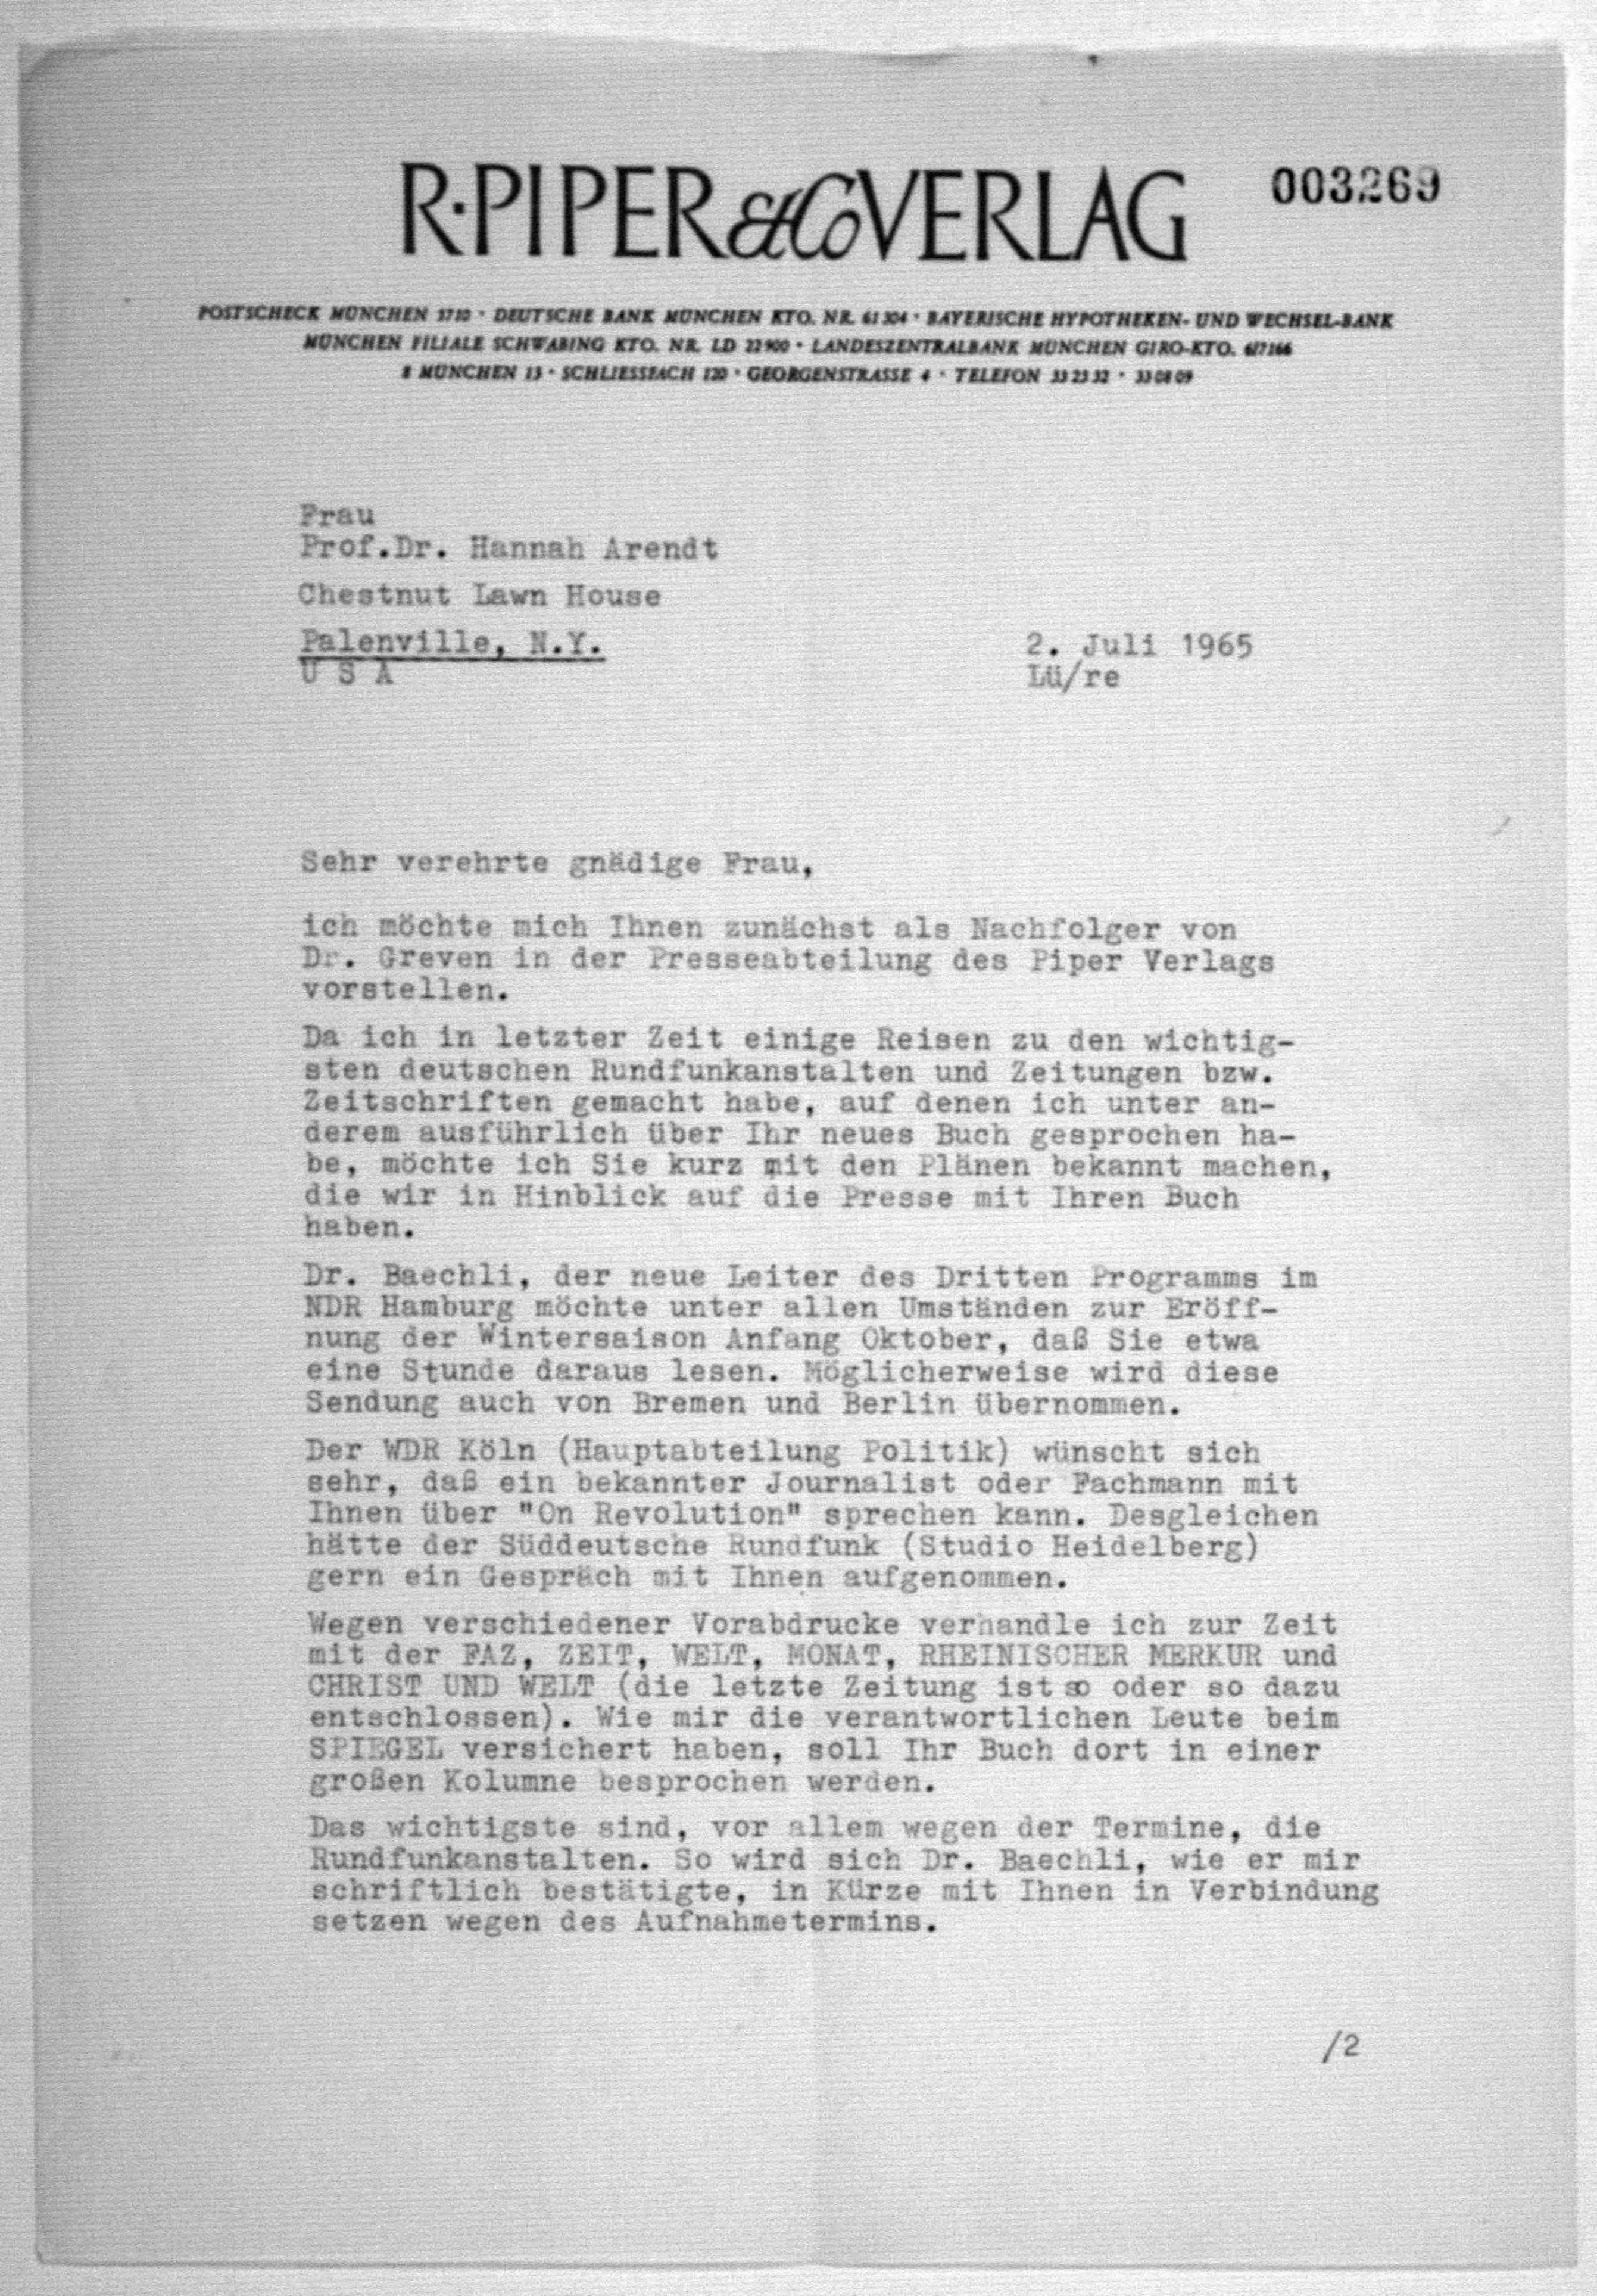 R·PIPER & Co VERLAG
003269
POSTSCHECK MÜNCHEN 5710 · DEUTSCHE BANK MÜNCHEN KTO. NR. 61 304 · BAYERISCHE HYPOTHEKEN- UND WECHSEL-BANK
MÜNCHEN FILIALE SCHWABING KTO. NR. LD 22900 · LANDESZENTRALBANK MÜNCHEN GIRO-KTO.
8 MÜNCHEN 13 · SCHLIESSFACH 120 · GEORGENSTRASSE 4 · TELEFON 33 23 32 · 33 08 09
Frau
Prof.Dr. Hannah Arendt
Chestnut Lawn House
Palenville, N.Y.
U S A
2. Juli 1965
Lü/re
Sehr verehrte gnädige Frau,
ich möchte mich Ihnen zunächst als Nachfolger von
Dr. Greven in der Presseabteilung des Piper Verlags
vorstellen.
Da ich in letzter Zeit einige Reisen zu den wichtig-
sten deutschen Rundfunkanstalten und Zeitungen bzw.
Zeitschriften gemacht habe, auf denen ich unter an-
derem ausführlich über Ihr neues Buch gesprochen ha-
be, möchte ich Sie kurz mit den Plänen bekannt machen,
die wir in Hinblick auf die Presse mit Ihren Buch
haben.
Dr. Baechli, der neue Leiter des Dritten Programms im
NDR Hamburg möchte unter allen Umständen zur Eröff-
nung der Wintersaison Anfang Oktober, daß Sie etwa
eine Stunde daraus lesen. Möglicherweise wird diese
Sendung auch von Bremen und Berlin übernommen.
Der WDR Köln (Hauptabteilung Politik) wünscht sich
sehr, daß ein bekannter Journalist oder Fachmann mit
Ihnen über "On Revolution" sprechen kann. Desgleichen
hätte der Süddeutsche Rundfunk (Studio Heidelberg)
gern ein Gespräch mit Ihnen aufgenommen.
Wegen verschiedener Vorabdrucke verhandle ich zur Zeit
mit der FAZ, ZEIT, WELT, MONAT, RHEINISCHER MERKUR und
CHRIST UND WELT (die letzte Zeitung ist so oder so dazu
entschlossen). Wie mir die verantwortlichen Leute beim
SPIEGEL versichert haben, soll Ihr Buch dort in einer
großen Kolumne besprochen werden.
Das wichtigste sind, vor allem wegen der Termine, die
Rundfunkanstalten. So wird sich Dr. Baechli, wie er mir
schriftlich bestätigte, in Kürze mit Ihnen in Verbindung
setzen wegen des Aufnahmetermins.
/2